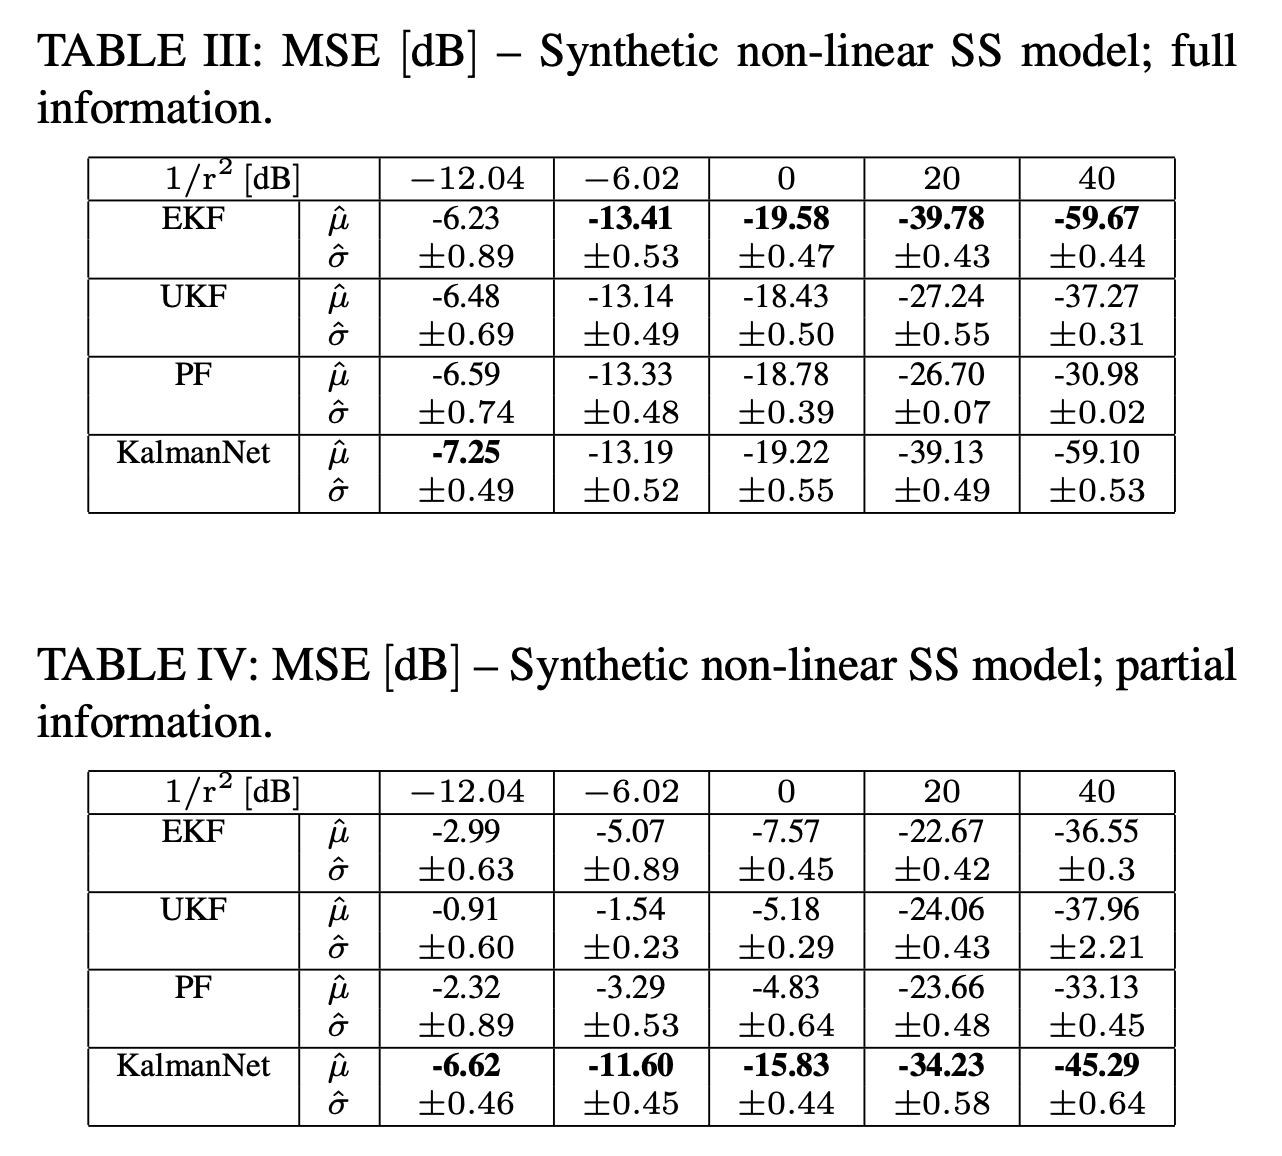 TABLE III: MSE [dB] – Synthetic non-linear SS model; full
information.
1/r² [dB] −12.04 −6.02 0 20 40
EKF μ̂ -6.23 -13.41 -19.58 -39.78 -59.67
σ̂ ±0.89 ±0.53 ±0.47 ±0.43 ±0.44
UKF μ̂ -6.48 -13.14 -18.43 -27.24 -37.27
σ̂ ±0.69 ±0.49 ±0.50 ±0.55 ±0.31
PF μ̂ -6.59 -13.33 -18.78 -26.70 -30.98
σ̂ ±0.74 ±0.48 ±0.39 ±0.07 ±0.02
KalmanNet μ̂ -7.25 -13.19 -19.22 -39.13 -59.10
σ̂ ±0.49 ±0.52 ±0.55 ±0.49 ±0.53
TABLE IV: MSE [dB] – Synthetic non-linear SS model; partial
information.
1/r² [dB] −12.04 −6.02 0 20 40
EKF μ̂ -2.99 -5.07 -7.57 -22.67 -36.55
σ̂ ±0.63 ±0.89 ±0.45 ±0.42 ±0.3
UKF μ̂ -0.91 -1.54 -5.18 -24.06 -37.96
σ̂ ±0.60 ±0.23 ±0.29 ±0.43 ±2.21
PF μ̂ -2.32 -3.29 -4.83 -23.66 -33.13
σ̂ ±0.89 ±0.53 ±0.64 ±0.48 ±0.45
KalmanNet μ̂ -6.62 -11.60 -15.83 -34.23 -45.29
σ̂ ±0.46 ±0.45 ±0.44 ±0.58 ±0.64